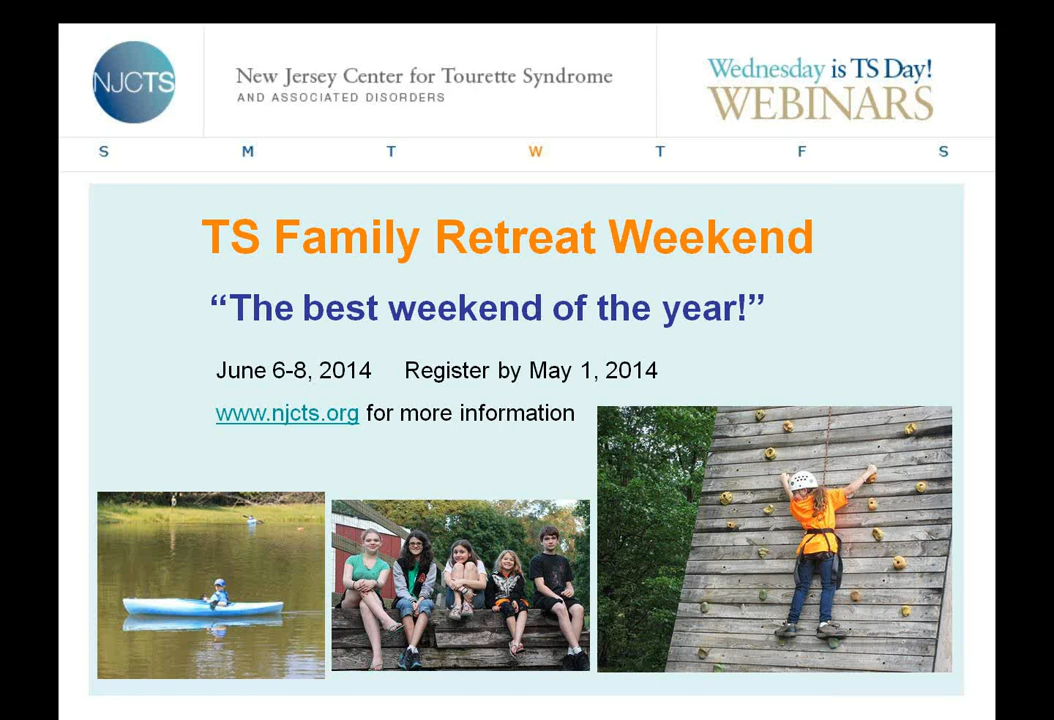 NJCTS
New Jersey Center for Tourette Syndrome
AND ASSOCIATED DISORDERS
Wednesday is TS Day!
WEBINARS
S M T W T F S
TS Family Retreat Weekend
“The best weekend of the year!”
June 6-8, 2014 Register by May 1, 2014
www.njcts.org for more information